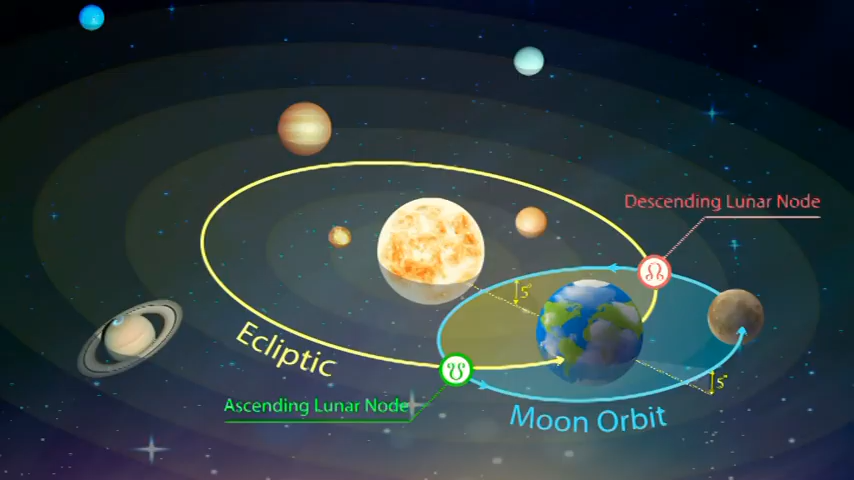 Descending Lunar Node
☊
5°
Ecliptic
☋
5°
Ascending Lunar Node
Moon Orbit